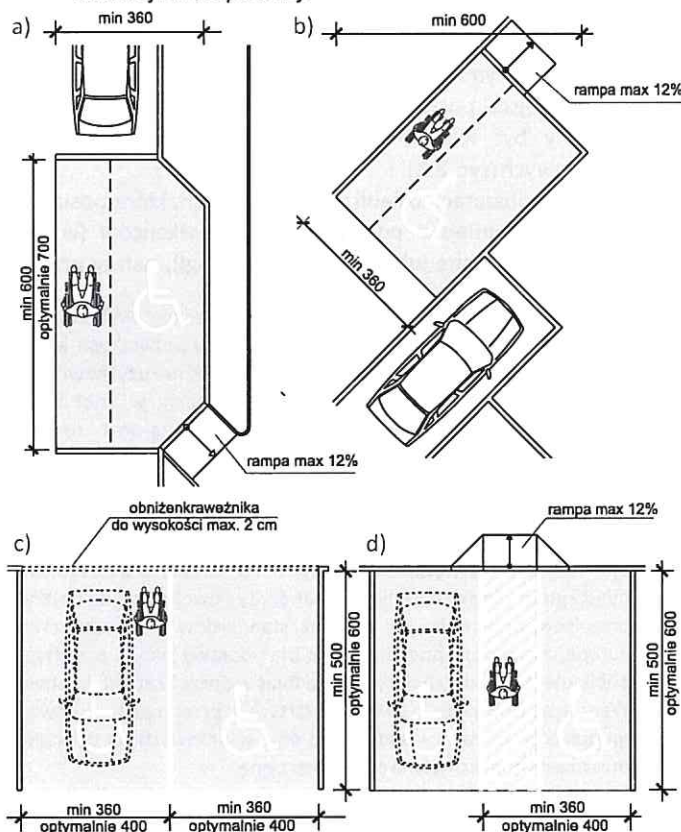 a)
min 360
b)
min 600
rampa max 12%
min 600
optymalnie 700
min 360
rampa max 12%
c)
obniżenkrawężnika
do wysokości max. 2 cm
d)
rampa max 12%
min 500
optymalnie 600
min 500
optymalnie 600
min 360
optymalnie 400
min 360
optymalnie 400
min 360
optymalnie 400